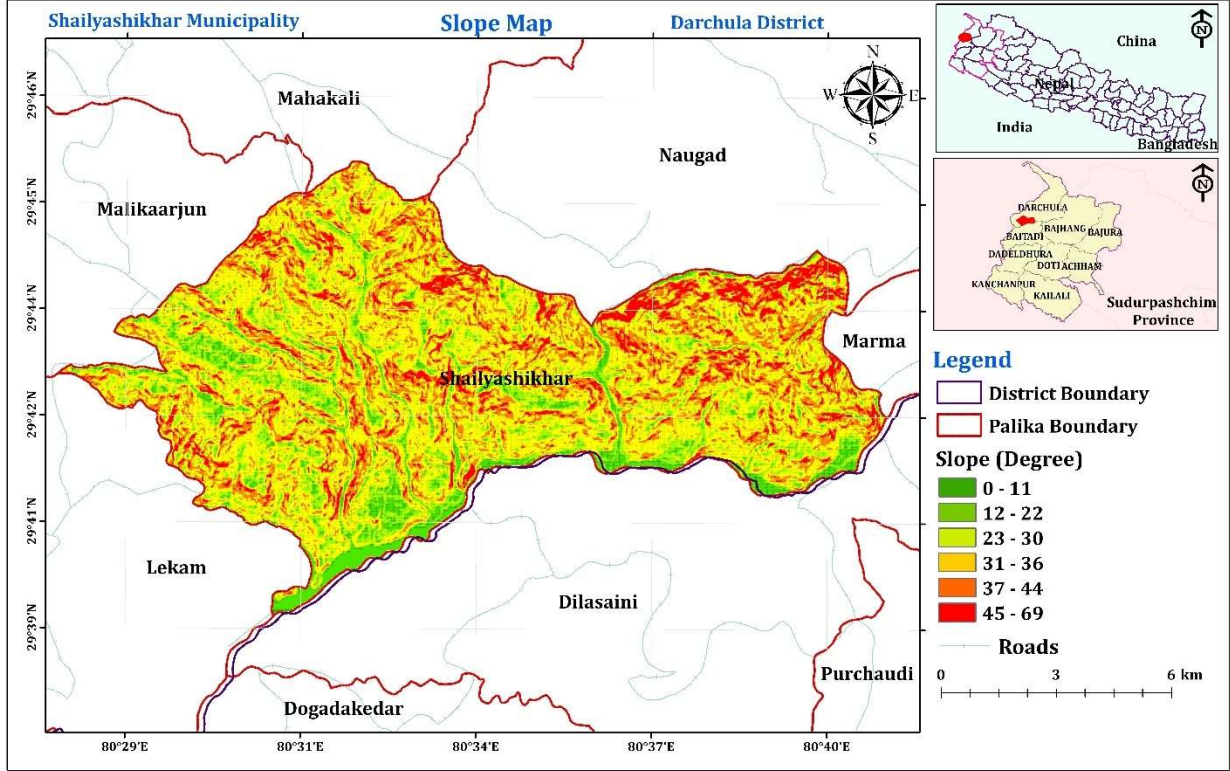 Shailyashikhar Municipality
Slope Map
Darchula District
29°46'N
29°45'N
29°44'N
29°42'N
29°41'N
29°39'N
80°29'E
80°31'E
80°34'E
80°37'E
80°40'E
Mahakali
Naugad
Malikaarjun
Marma
Shailyashikhar
Lekam
Dilasaini
Purchaudi
Dogadakedar
N
W
E
S
China
N
Nepal
India
Bangladesh
N
DARCHULA
BAJHANG
BAJURA
BAITADI
DADELDHURA
DOTI
ACHHAM
KANCHANPUR
KAILALI
Sudurpashchim
Province
Legend
District Boundary
Palika Boundary
Slope (Degree)
0 - 11
12 - 22
23 - 30
31 - 36
37 - 44
45 - 69
Roads
0 3 6 km